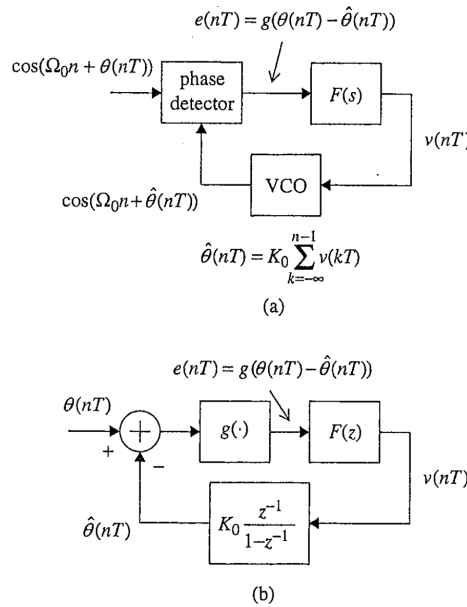 e(nT) = g(θ(nT) − θ̂(nT))
cos(Ω₀n + θ(nT))
phase
detector
F(s)
v(nT)
VCO
cos(Ω₀n + θ̂(nT))
θ̂(nT) = K₀ ∑_{k=−∞}^{n−1} v(kT)
(a)
e(nT) = g(θ(nT) − θ̂(nT))
θ(nT)
+
+
−
g(·)
F(z)
v(nT)
θ̂(nT)
K₀ z⁻¹/(1−z⁻¹)
(b)